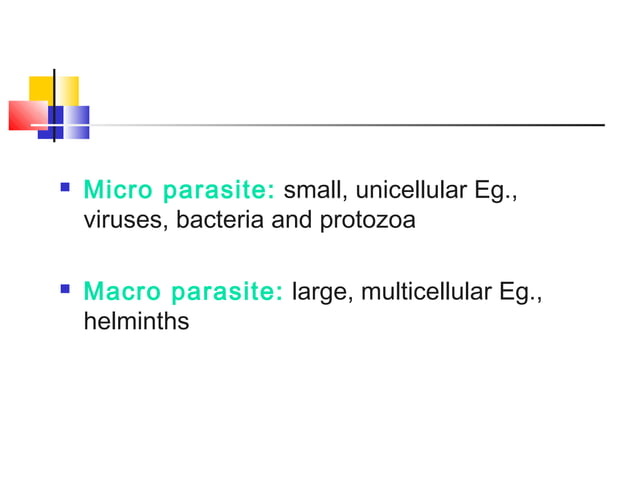 Micro parasite: small, unicellular Eg.,
viruses, bacteria and protozoa
Macro parasite: large, multicellular Eg.,
helminths